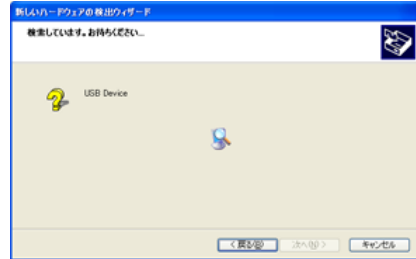 新しいハードウェアの検出ウィザード
検索しています。お待ちください...
USB Device
< 戻る(B)
次へ(N) >
キャンセル